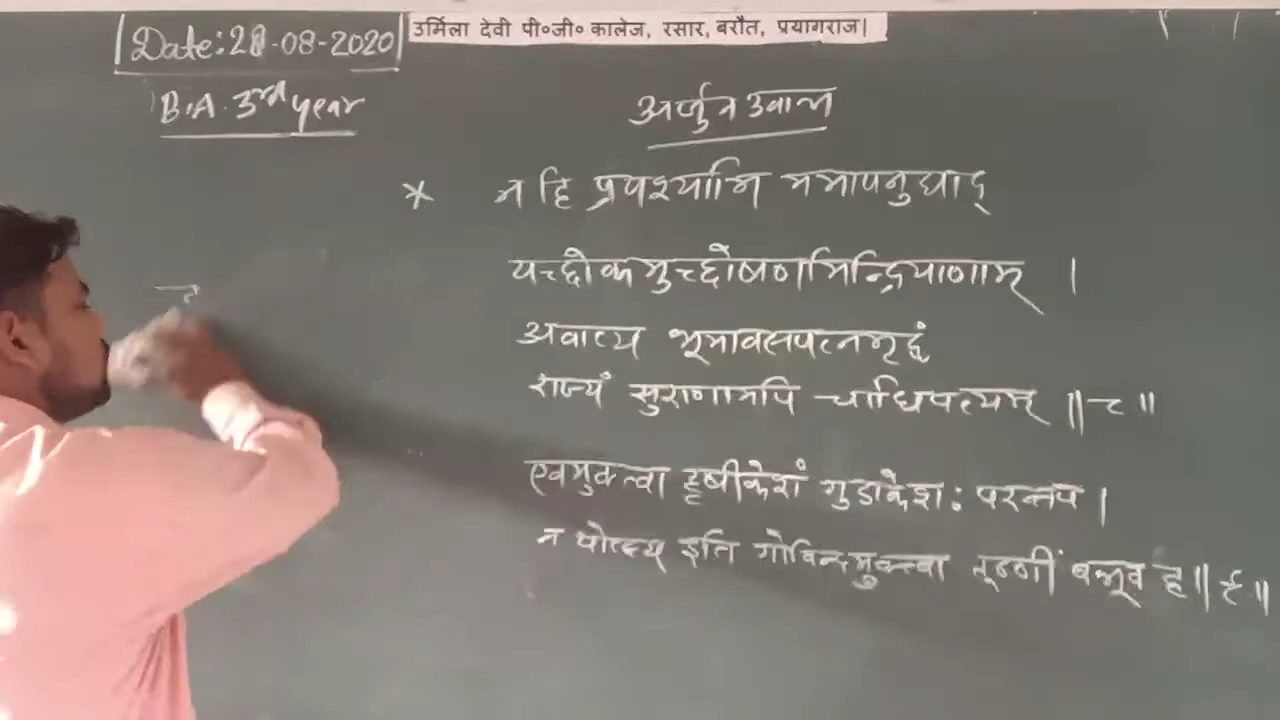 Date: 28-08-2020
उर्मिला देवी पी०जी० कालेज, रसार, बरौत, प्रयागराज।
B.A. 3rd year
अर्जुन उवाच
* न हि प्रपश्यामि ममापनुद्याद्
यच्छोकमुच्छोषणमिन्द्रियाणाम् ।
अवाप्य भूमावसपत्नमृद्धं
राज्यं सुराणामपि चाधिपत्यम् ॥८॥
एवमुक्त्वा हृषीकेशं गुडाकेशः परन्तप ।
न योत्स्य इति गोविन्दमुक्त्वा तूष्णीं बभूव ह॥९॥